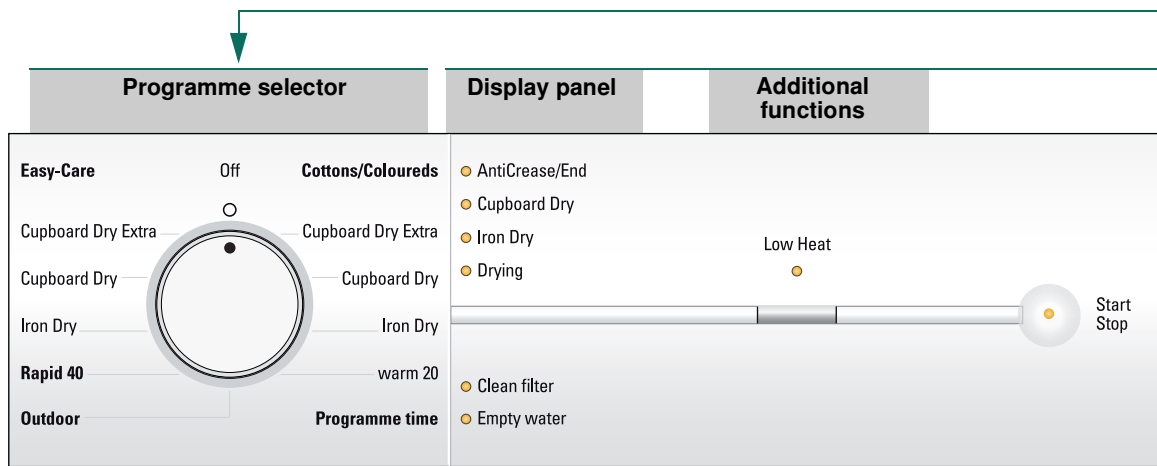 Programme selector
Display panel
Additional
functions
Easy-Care
Off
Cottons/Coloureds
Cupboard Dry Extra
Cupboard Dry
Iron Dry
Rapid 40
Outdoor
Cupboard Dry Extra
Cupboard Dry
Iron Dry
warm 20
Programme time
AntiCrease/End
Cupboard Dry
Iron Dry
Drying
Clean filter
Empty water
Low Heat
Start
Stop